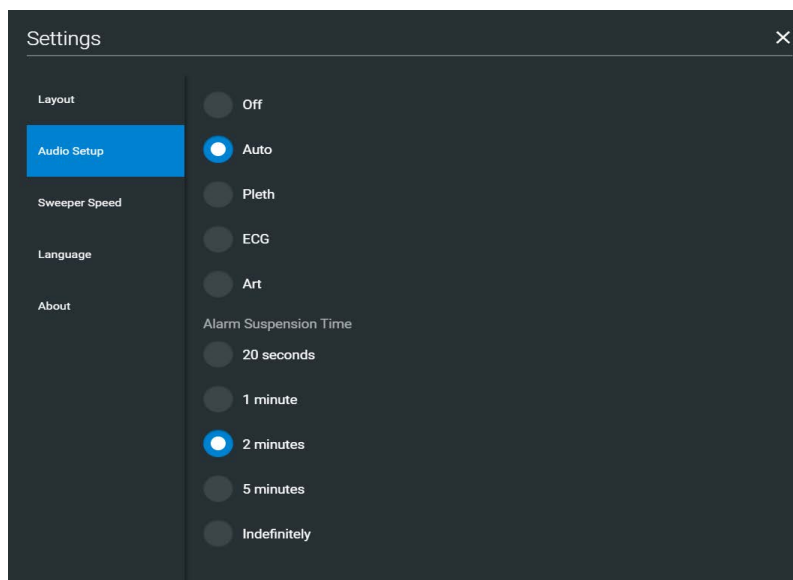 Settings
Layout
Audio Setup
Sweeper Speed
Language
About
Off
Auto
Pleth
ECG
Art
Alarm Suspension Time
20 seconds
1 minute
2 minutes
5 minutes
Indefinitely